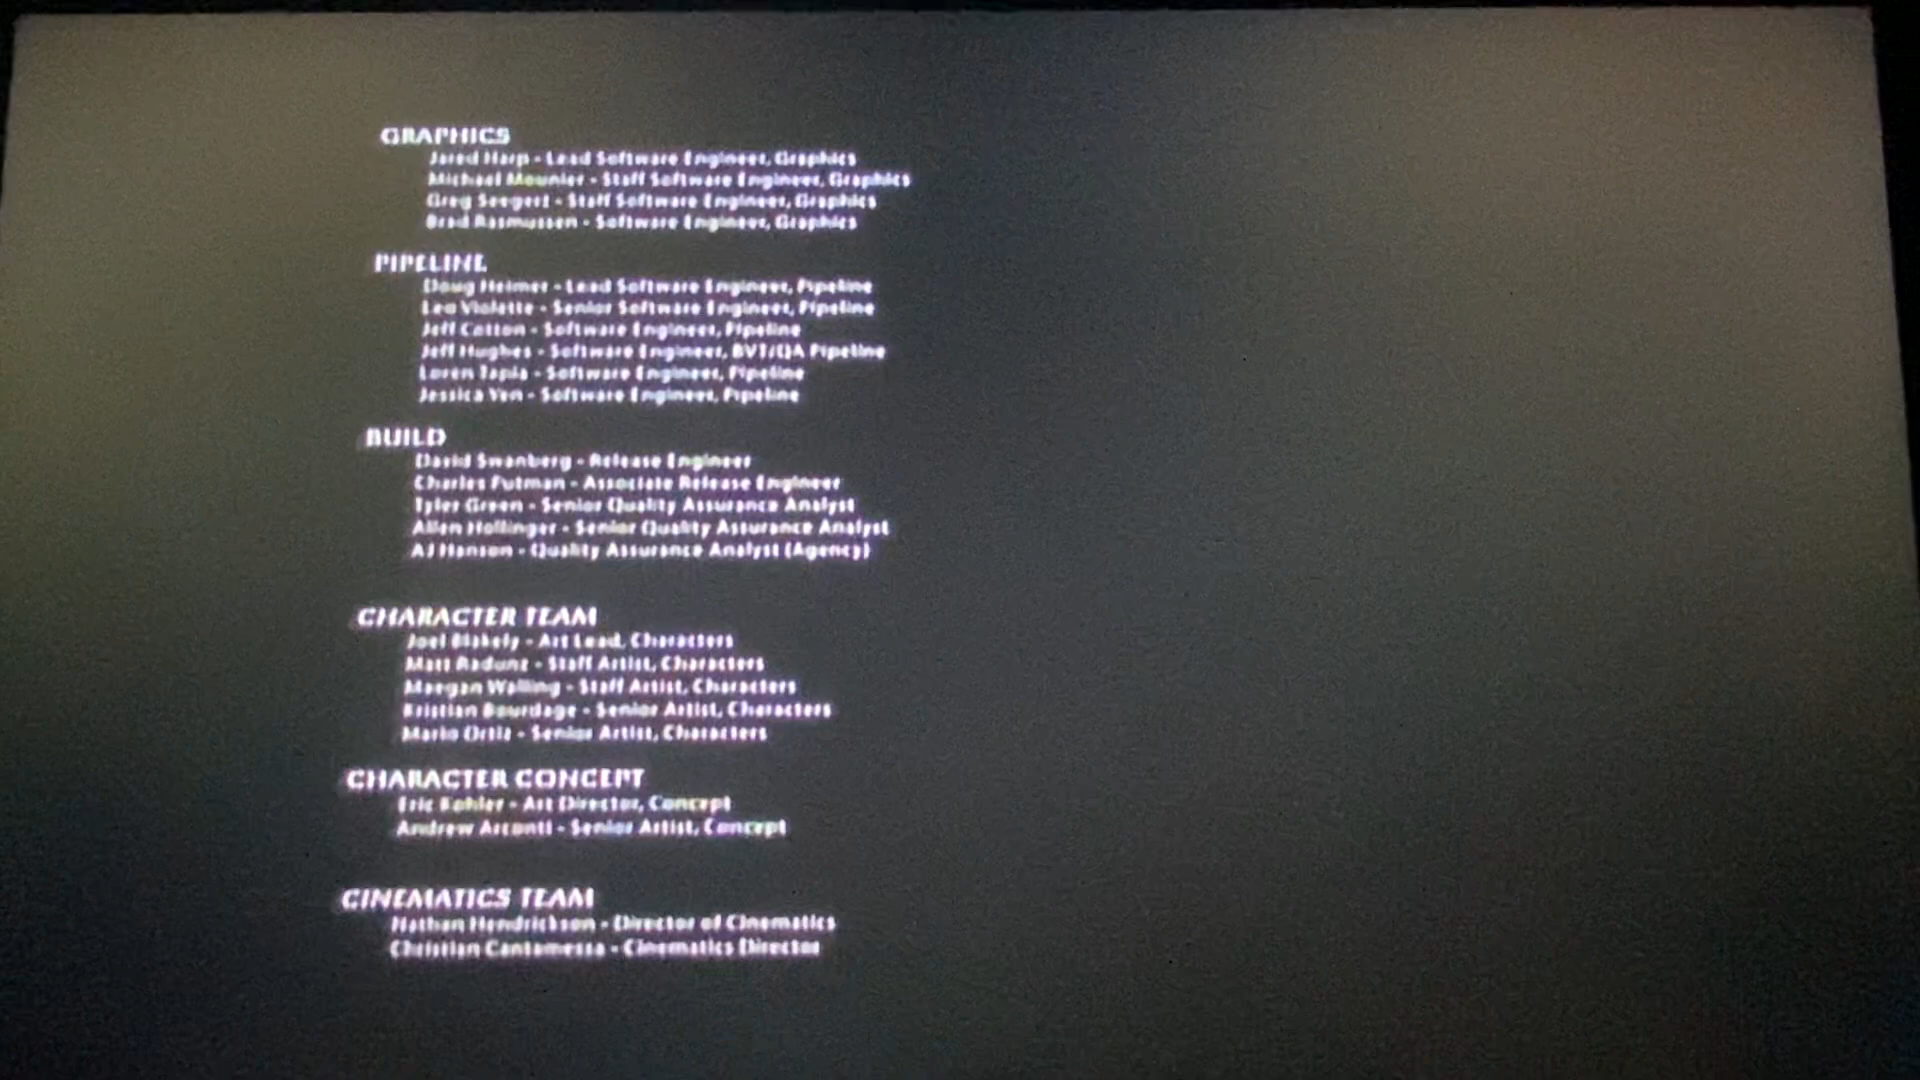 GRAPHICS
Jared Harp - Lead Software Engineer, Graphics
Michael Mounier - Staff Software Engineer, Graphics
Greg Seegert - Staff Software Engineer, Graphics
Brad Rasmussen - Software Engineer, Graphics
PIPELINE
Doug Heimer - Lead Software Engineer, Pipeline
Leo Violette - Senior Software Engineer, Pipeline
Jeff Cotton - Software Engineer, Pipeline
Jeff Hughes - Software Engineer, BVT/QA Pipeline
Loren Tapia - Software Engineer, Pipeline
Jessica Yen - Software Engineer, Pipeline
BUILD
David Swanberg - Release Engineer
Charles Putman - Associate Release Engineer
Tyler Green - Senior Quality Assurance Analyst
Allen Hollinger - Senior Quality Assurance Analyst
AJ Hanson - Quality Assurance Analyst (Agency)
CHARACTER TEAM
Joel Blakely - Art Lead, Characters
Matt Radunz - Staff Artist, Characters
Maegan Walling - Staff Artist, Characters
Kristian Bourdage - Senior Artist, Characters
Mario Ortiz - Senior Artist, Characters
CHARACTER CONCEPT
Eric Kohler - Art Director, Concept
Andrew Arconti - Senior Artist, Concept
CINEMATICS TEAM
Nathan Hendrickson - Director of Cinematics
Christian Cantamessa - Cinematics Director